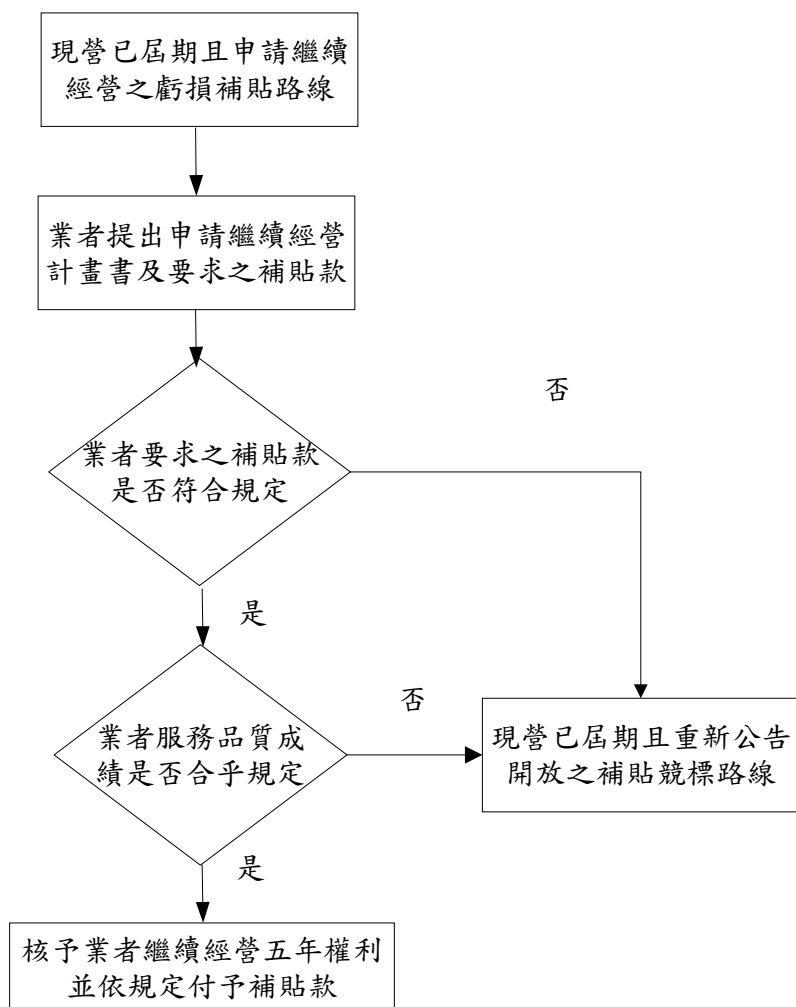 現營已屆期且申請繼續
經營之虧損補貼路線
業者提出申請繼續經營
計畫書及要求之補貼款
否
業者要求之補貼款
是否符合規定
是
否
業者服務品質成
績是否合乎規定
現營已屆期且重新公告
開放之補貼競標路線
是
核予業者繼續經營五年權利
並依規定付予補貼款